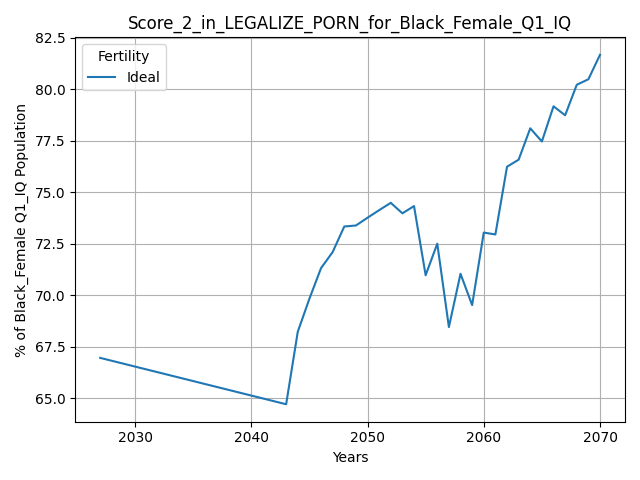 Score_2_in_LEGALIZE_PORN_for_Black_Female_Q1_IQ
82.5
80.0
77.5
75.0
72.5
70.0
67.5
65.0
% of Black_Female Q1_IQ Population
Fertility
Ideal
2030
2040
2050
2060
2070
Years